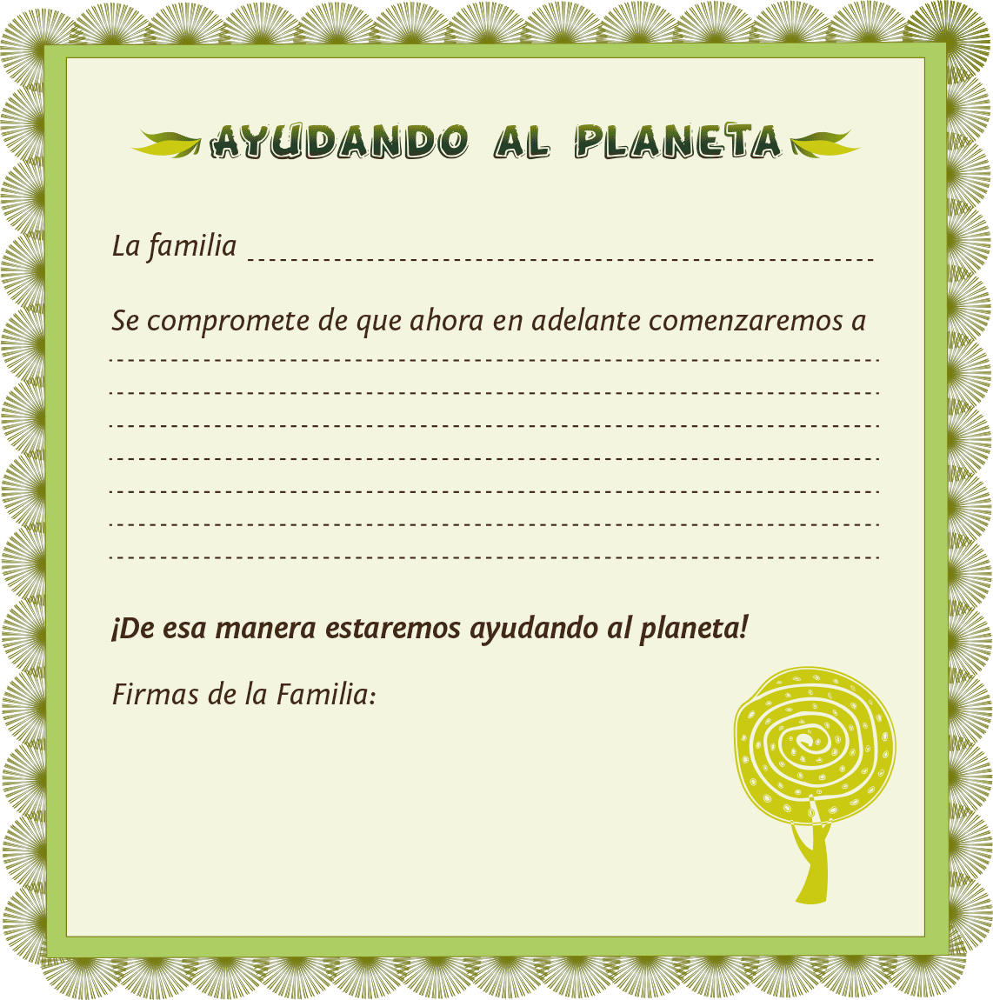 AYUDANDO AL PLANETA
La familia
Se compromete de que ahora en adelante comenzaremos a
¡De esa manera estaremos ayudando al planeta!
Firmas de la Familia: